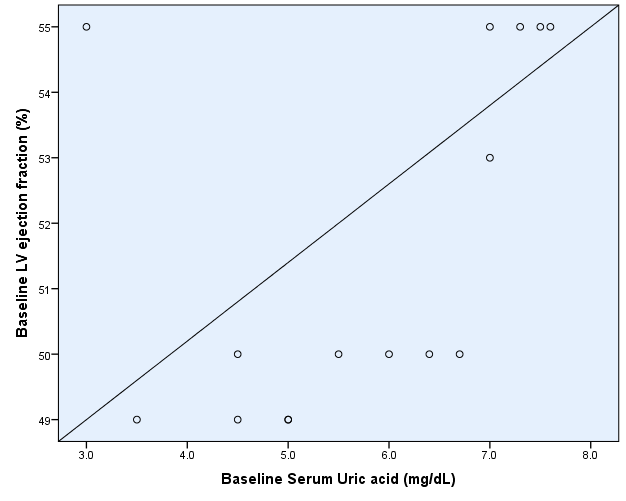 55
54
53
52
51
50
49
Baseline LV ejection fraction (%)
3.0 4.0 5.0 6.0 7.0 8.0
Baseline Serum Uric acid (mg/dL)